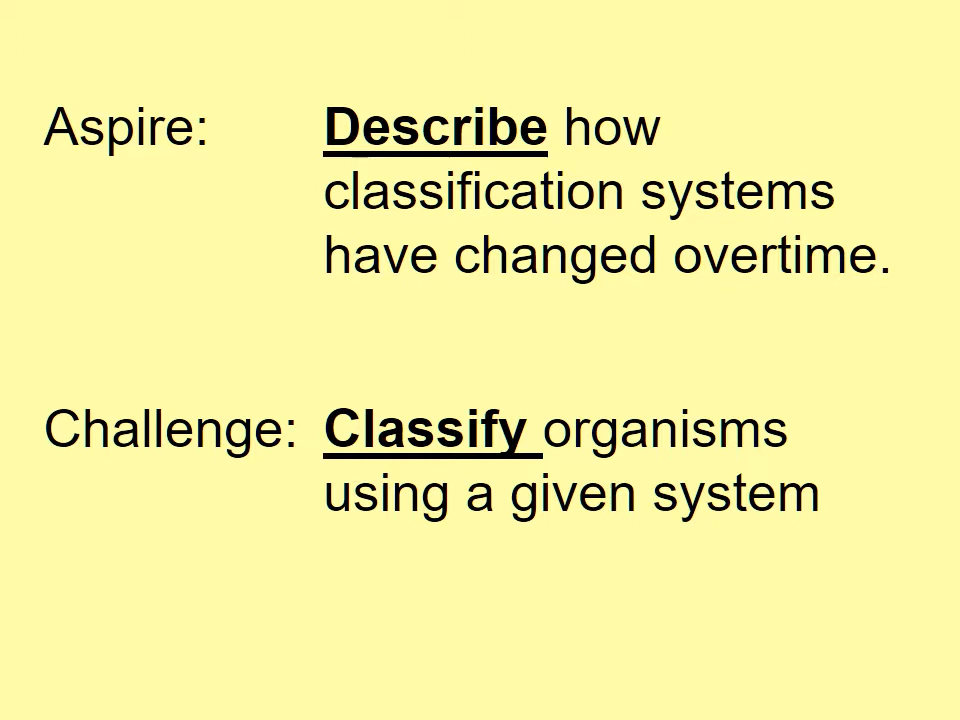 Aspire: Describe how
classification systems
have changed overtime.
Challenge: Classify organisms
using a given system